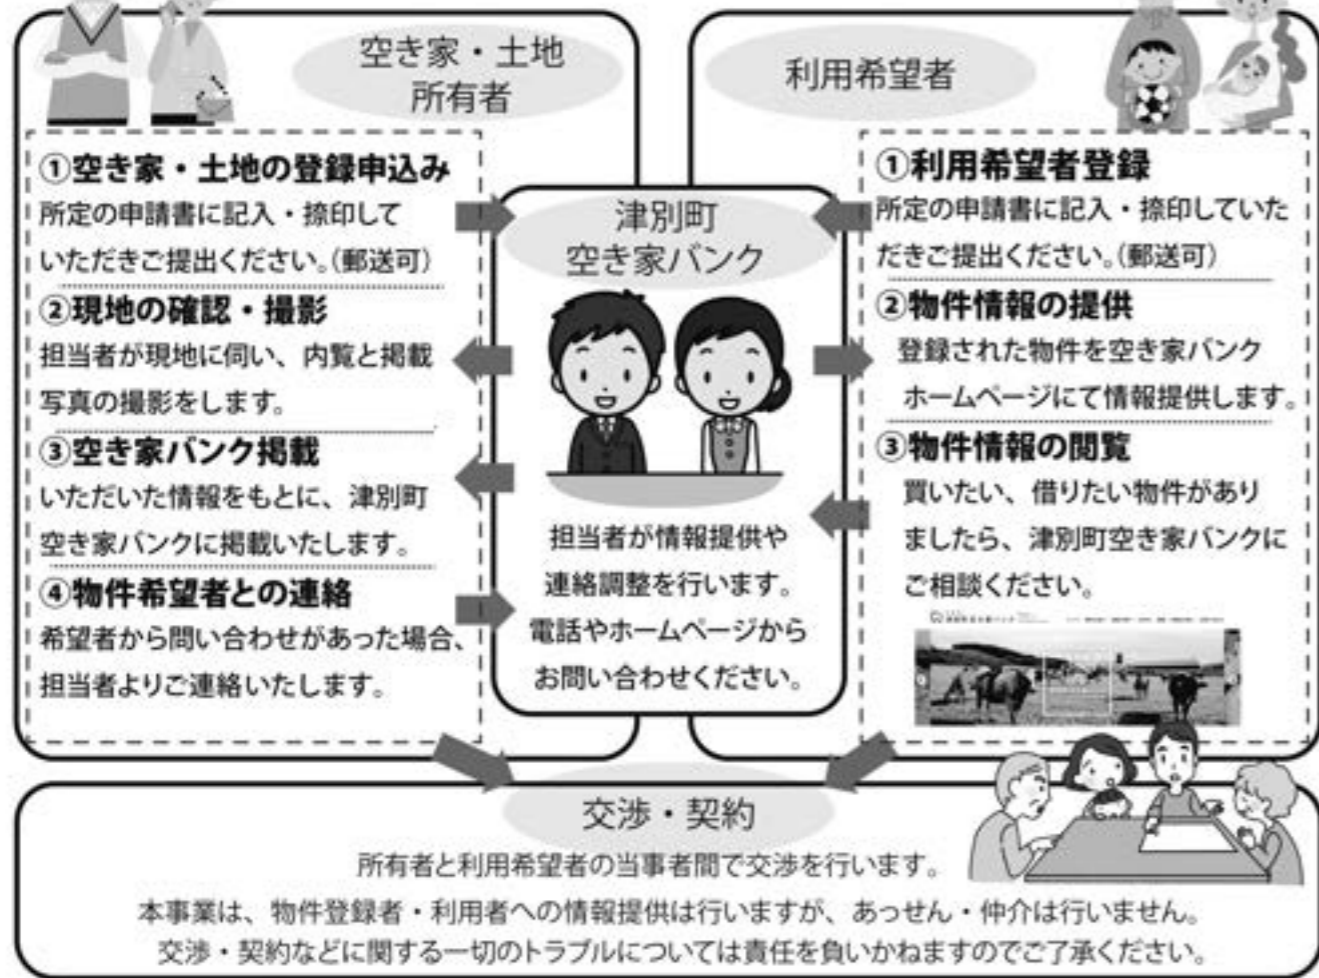 空き家・土地
所有者
①空き家・土地の登録申込み
所定の申請書に記入・捺印して
いただきご提出ください。（郵送可）
②現地の確認・撮影
担当者が現地に伺い、内覧と掲載
写真の撮影をします。
③空き家バンク掲載
いただいた情報をもとに、津別町
空き家バンクに掲載いたします。
④物件希望者との連絡
希望者から問い合わせがあった場合、
担当者よりご連絡いたします。
津別町
空き家バンク
担当者が情報提供や
連絡調整を行います。
電話やホームページから
お問い合わせください。
利用希望者
①利用希望者登録
所定の申請書に記入・捺印していた
だきご提出ください。（郵送可）
②物件情報の提供
登録された物件を空き家バンク
ホームページにて情報提供します。
③物件情報の閲覧
買いたい、借りたい物件があり
ましたら、津別町空き家バンクに
ご相談ください。
交渉・契約
所有者と利用希望者の当事者間で交渉を行います。
本事業は、物件登録者・利用者への情報提供は行いますが、あっせん・仲介は行いません。
交渉・契約などに関する一切のトラブルについては責任を負いかねますのでご了承ください。